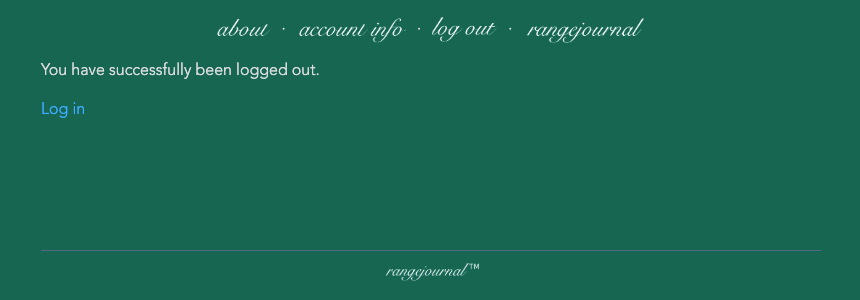 about · account info · log out · rangejournal
You have successfully been logged out.
Log in
rangejournal™